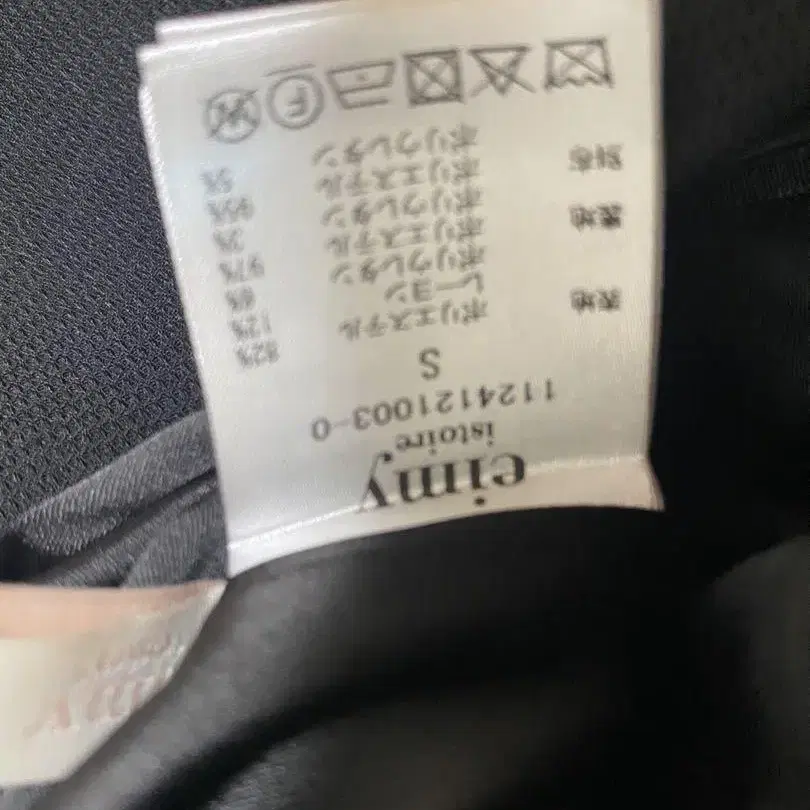 eimy
istoire
1124121003-0
S
表地 ポリエステル 82%
レーヨン 12%
ポリウレタン 6%
裏地 ポリエステル 97%
ポリウレタン 3%
別布 ポリエステル 95%
ポリウレタン 5%
F
W